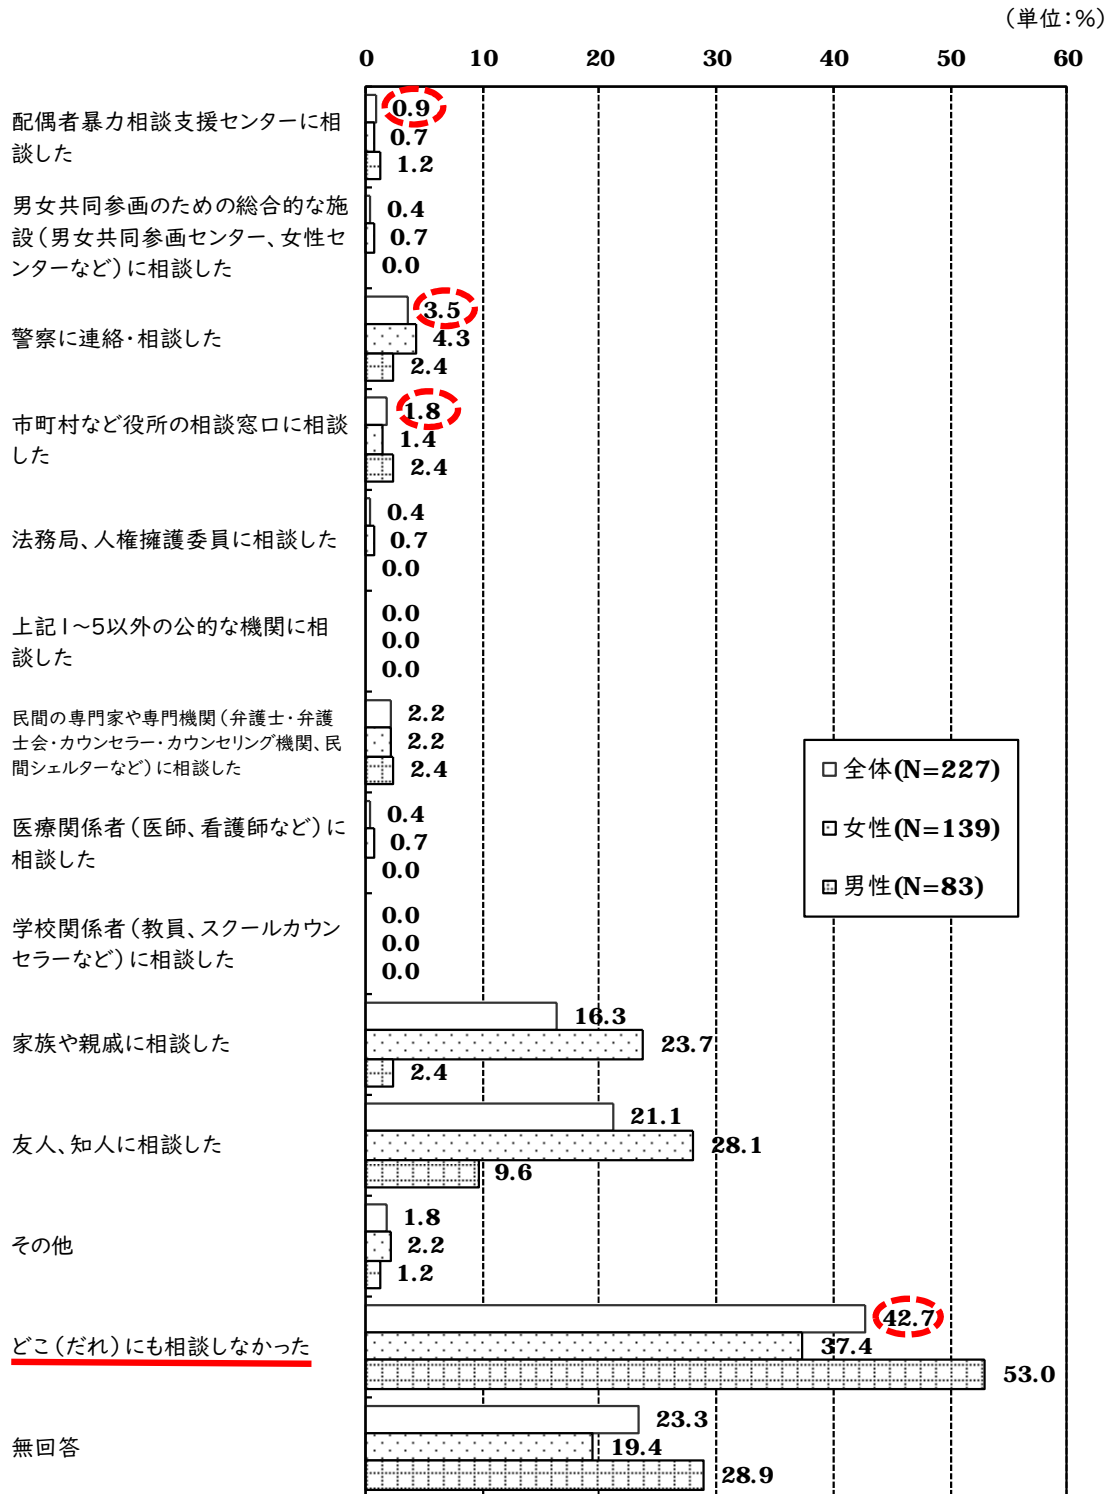 （単位：％）
0 10 20 30 40 50 60
配偶者暴力相談支援センターに相
談した
0.9
0.7
1.2
男女共同参画のための総合的な施
設（男女共同参画センター、女性セ
ンターなど）に相談した
0.4
0.7
0.0
警察に連絡・相談した
3.5
4.3
2.4
市町村など役所の相談窓口に相談
した
1.8
1.4
2.4
法務局、人権擁護委員に相談した
0.4
0.7
0.0
上記1～5以外の公的な機関に相
談した
0.0
0.0
0.0
民間の専門家や専門機関（弁護士・弁護
士会・カウンセラー・カウンセリング機関、民
間シェルターなど）に相談した
2.2
2.2
2.4
医療関係者（医師、看護師など）に
相談した
0.4
0.7
0.0
学校関係者（教員、スクールカウン
セラーなど）に相談した
0.0
0.0
0.0
家族や親戚に相談した
16.3
23.7
2.4
友人、知人に相談した
21.1
28.1
9.6
その他
1.8
2.2
1.2
どこ（だれ）にも相談しなかった
42.7
37.4
53.0
無回答
23.3
19.4
28.9
全体(N=227)
女性(N=139)
男性(N=83)